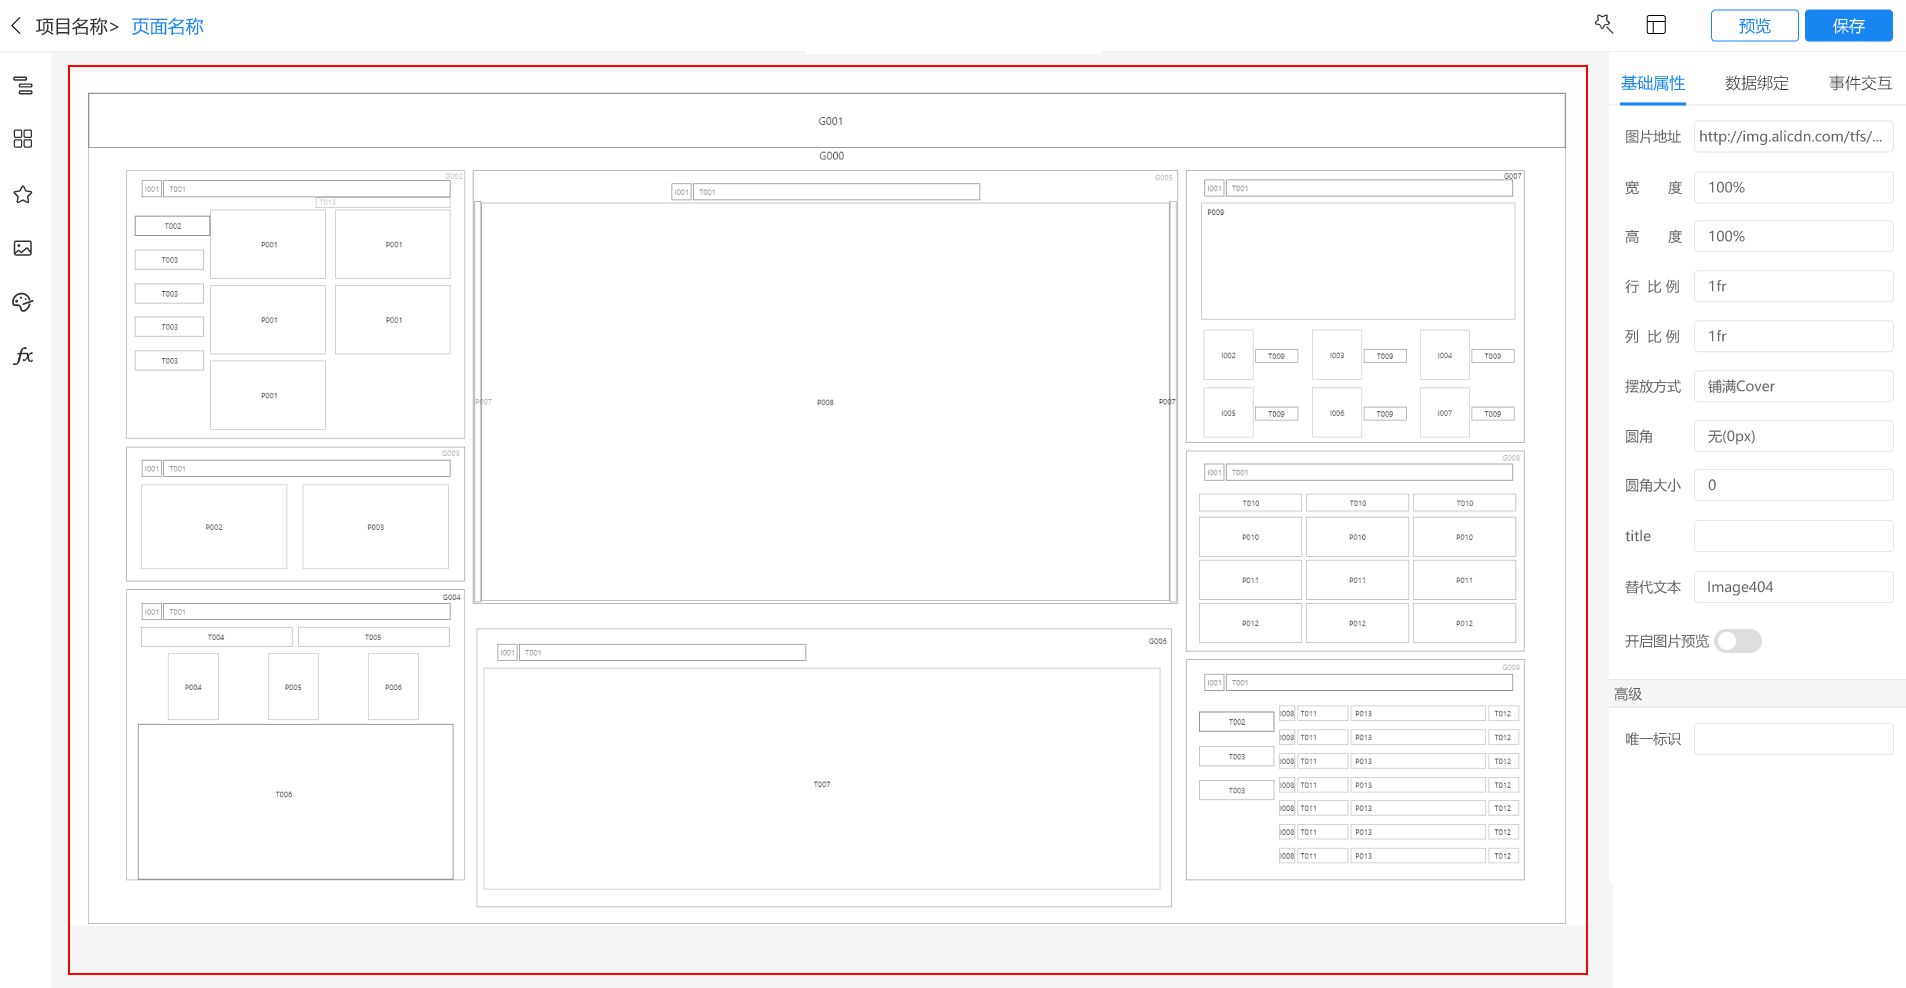 项目名称> 页面名称
预览 保存
基础属性 数据绑定 事件交互
G001
G000
G002
I001 T001
T013
T002
P001 P001
T003
T003
P001 P001
T003
T003
P001
G003
I001 T001
P002 P003
G004
I001 T001
T004 T005
P004 P005 P006
T006
G005
I001 T001
P007 P008 P007
G006
I001 T001
T007
G007
I001 T001
P009
I002 T009 I003 T009 I004 T009
I005 T009 I006 T009 I007 T009
G008
I001 T001
T010 T010 T010
P010 P010 P010
P011 P011 P011
P012 P012 P012
G009
I001 T001
T002
T003
T003
I008 T011 P013 T012
I008 T011 P013 T012
I008 T011 P013 T012
I008 T011 P013 T012
I008 T011 P013 T012
I008 T011 P013 T012
I008 T011 P013 T012
图片地址 http://img.alicdn.com/tfs/...
宽 度 100%
高 度 100%
行 比 例 1fr
列 比 例 1fr
摆放方式 铺满Cover
圆角 无(0px)
圆角大小 0
title
替代文本 Image404
开启图片预览
高级
唯一标识